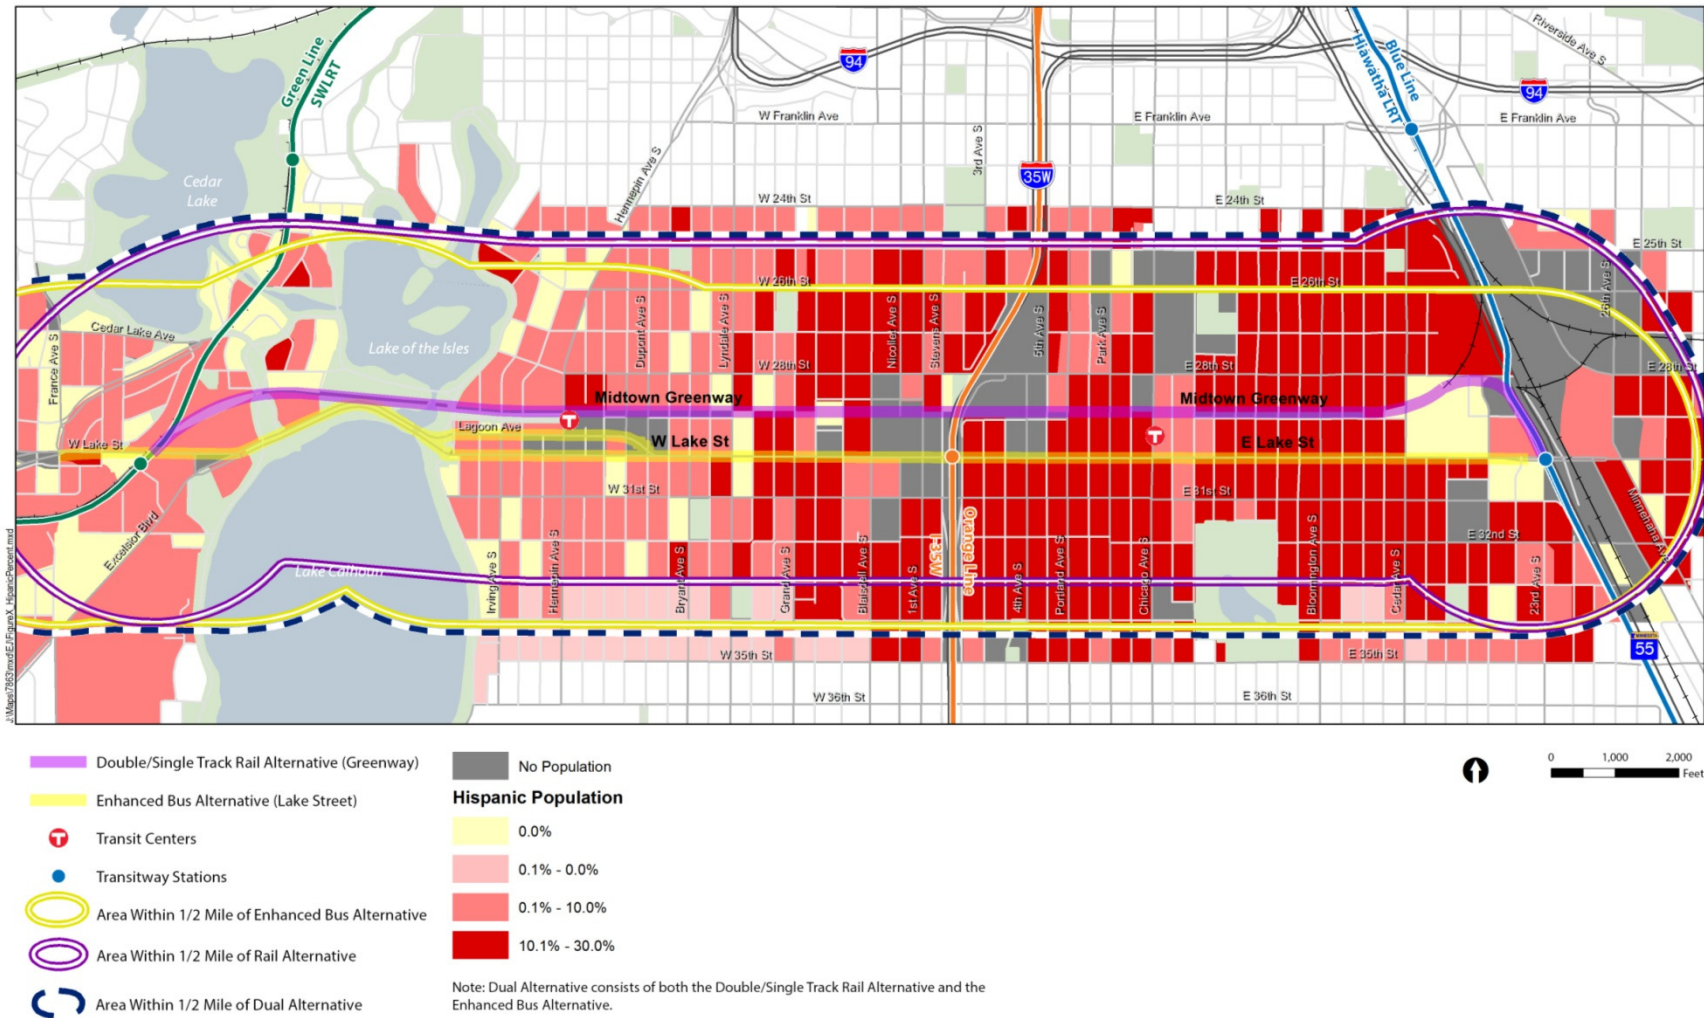 Green Line
SWLRT
94
Blue Line
Hiawatha LRT
Riverside Ave S
94
W Franklin Ave
E Franklin Ave
E Franklin Ave
3rd Ave S
Hennepin Ave S
35W
Cedar
Lake
W 24th St
E 24th St
E 25th St
W 26th St
E 26th St
26th Ave S
Cedar Lake Ave
Lake of the Isles
France Ave S
Dupont Ave S
Lyndale Ave S
W 28th St
Nicollet Ave S
Stevens Ave S
5th Ave S
Park Ave S
E 28th St
E 28th St
Midtown Greenway
Midtown Greenway
T
T
Lagoon Ave
W Lake St
W Lake St
E Lake St
W 31st St
E 31st St
Excelsior Blvd
Orange Line
I-35W
E 32nd St
Minnehaha Ave
Lake Calhoun
Irving Ave S
Hennepin Ave S
Bryant Ave S
Grand Ave S
Blaisdell Ave S
1st Ave S
4th Ave S
Portland Ave S
Chicago Ave S
Bloomington Ave S
Cedar Ave S
23rd Ave S
W 35th St
E 35th St
55
W 36th St
E 36th St
J:\Maps\7863\mxd\EJ\FigureX_HipanicPercent.mxd
Double/Single Track Rail Alternative (Greenway)
Enhanced Bus Alternative (Lake Street)
T Transit Centers
Transitway Stations
Area Within 1/2 Mile of Enhanced Bus Alternative
Area Within 1/2 Mile of Rail Alternative
Area Within 1/2 Mile of Dual Alternative
No Population
Hispanic Population
0.0%
0.1% - 0.0%
0.1% - 10.0%
10.1% - 30.0%
Note: Dual Alternative consists of both the Double/Single Track Rail Alternative and the
Enhanced Bus Alternative.
0 1,000 2,000
Feet